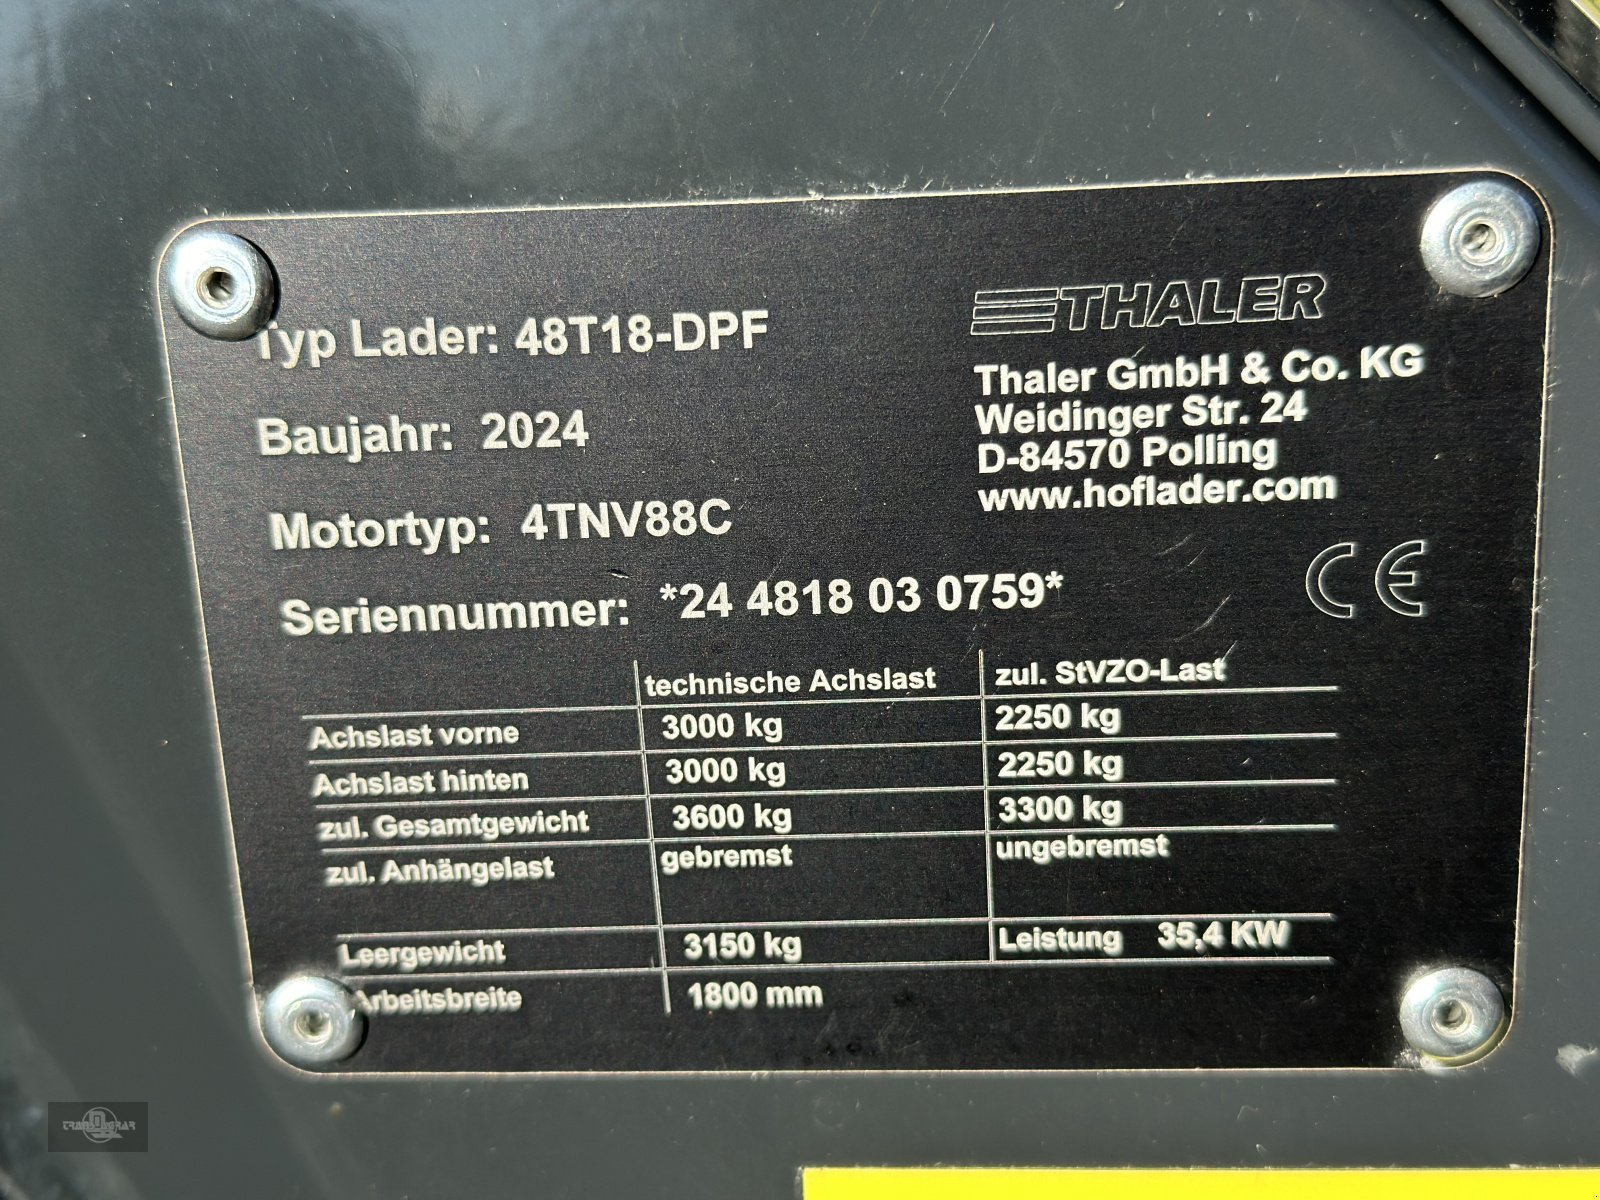 THALER
Typ Lader: 48T18-DPF
Baujahr: 2024
Motortyp: 4TNV88C
Seriennummer: *24 4818 03 0759*
Thaler GmbH & Co. KG
Weidinger Str. 24
D-84570 Polling
www.hoflader.com
CE
technische Achslast zul. StVZO-Last
Achslast vorne 3000 kg 2250 kg
Achslast hinten 3000 kg 2250 kg
zul. Gesamtgewicht 3600 kg 3300 kg
zul. Anhängelast gebremst ungebremst
Leergewicht 3150 kg Leistung 35,4 KW
Arbeitsbreite 1800 mm